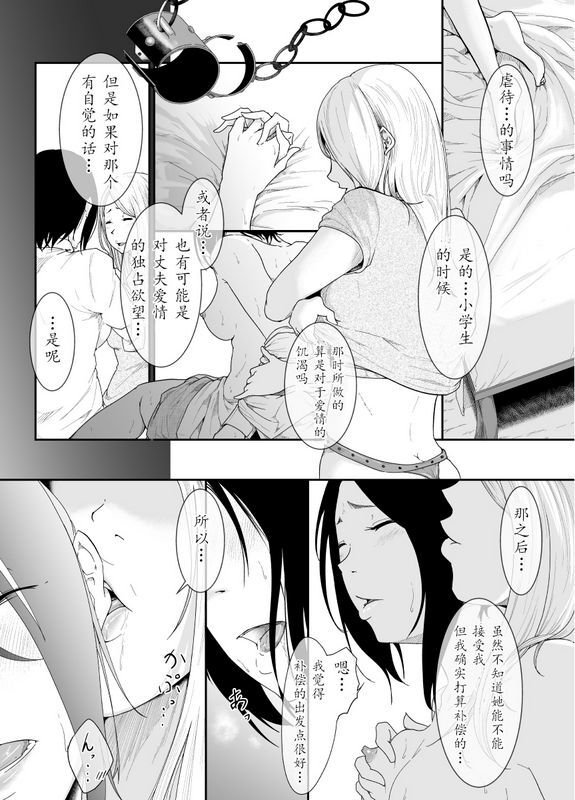 虐待…的事情吗
是的…小学生
的时候
那时所做的
算是对于爱情的
饥渴吗
或者说…
也有可能是
对丈夫爱情
的独占欲望…
但是如果对那个
有自觉的话…
…是呢
那之后…
虽然不知道她能不能
接受我
但我确实打算补偿的…
嗯…
我觉得
补偿的出发点很好…
あっ
所以…
かぷっ…
んっ…